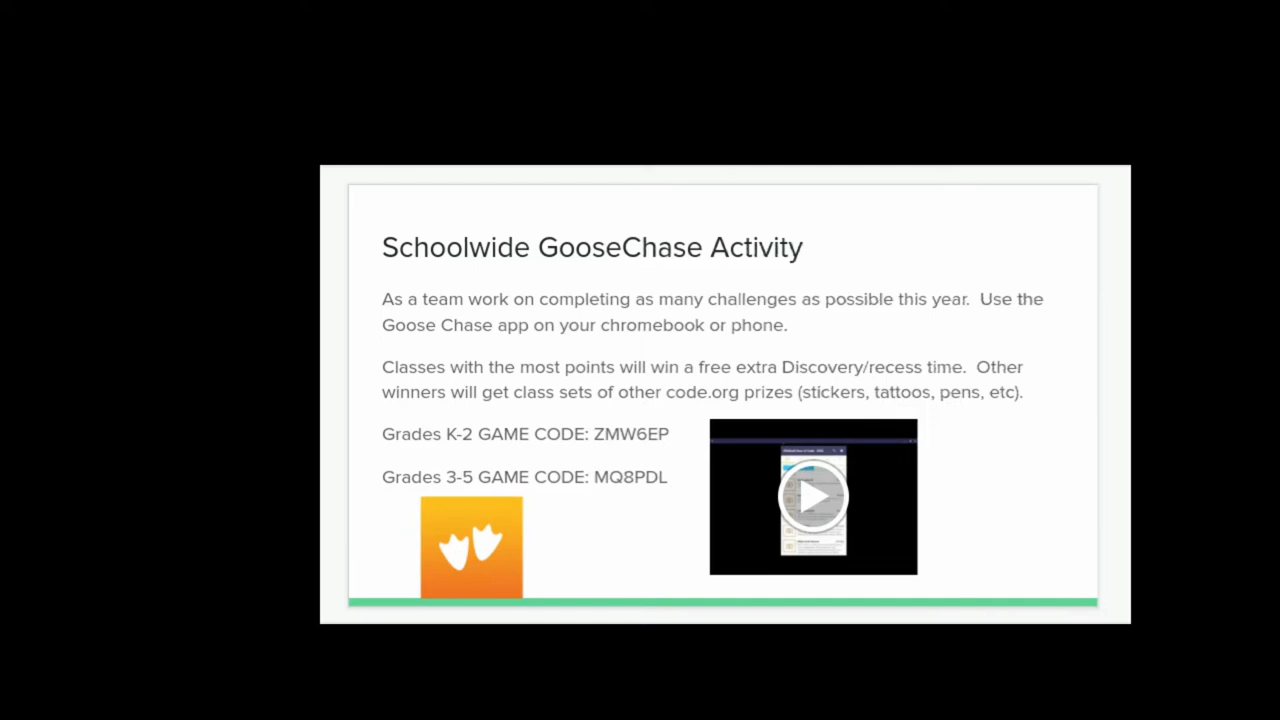 Schoolwide GooseChase Activity
As a team work on completing as many challenges as possible this year.  Use the
Goose Chase app on your chromebook or phone.
Classes with the most points will win a free extra Discovery/recess time.  Other
winners will get class sets of other code.org prizes (stickers, tattoos, pens, etc).
Grades K-2 GAME CODE: ZMW6EP
Grades 3-5 GAME CODE: MQ8PDL